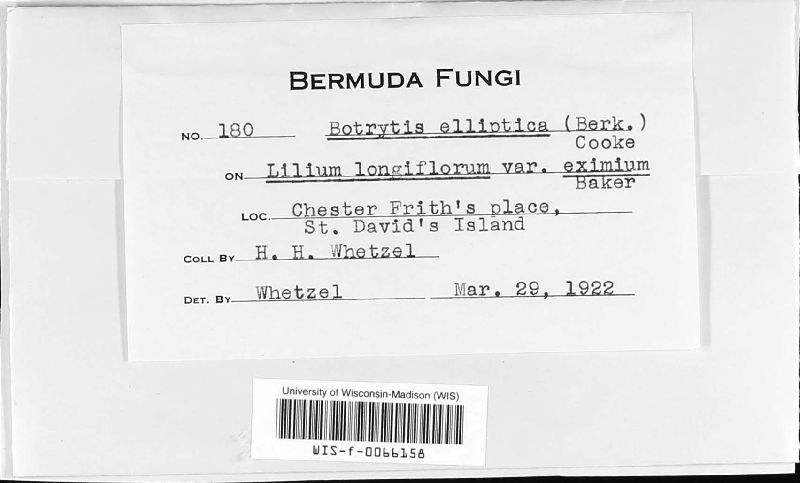 BERMUDA FUNGI
NO. 180 Botrytis elliptica (Berk.)
Cooke
ON Lilium longiflorum var. eximium
Baker
LOC. Chester Frith's place,
St. David's Island
COLL BY H. H. Whetzel
DET. BY Whetzel Mar. 29, 1922
University of Wisconsin-Madison (WIS)
WIS-f-0066158